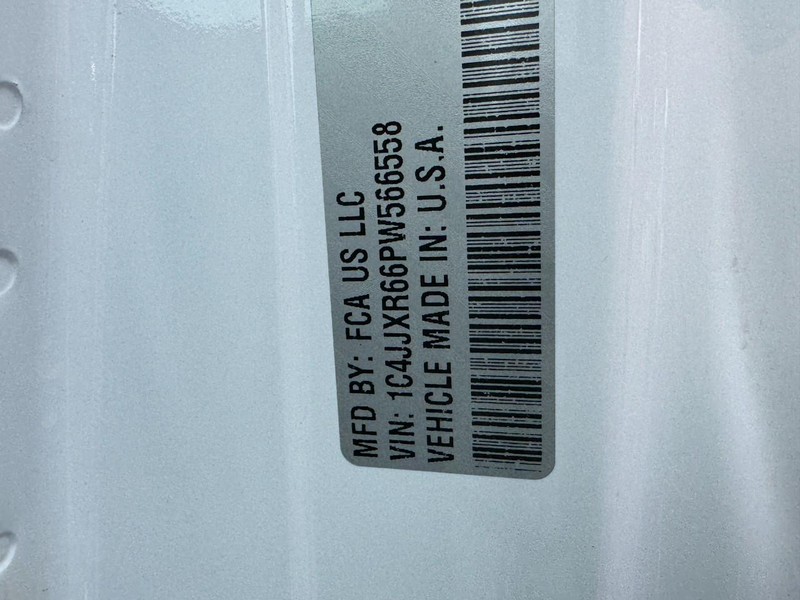 MFD BY: FCA US LLC
VIN: 1C4JJXR66PW566558
VEHICLE MADE IN: U.S.A.